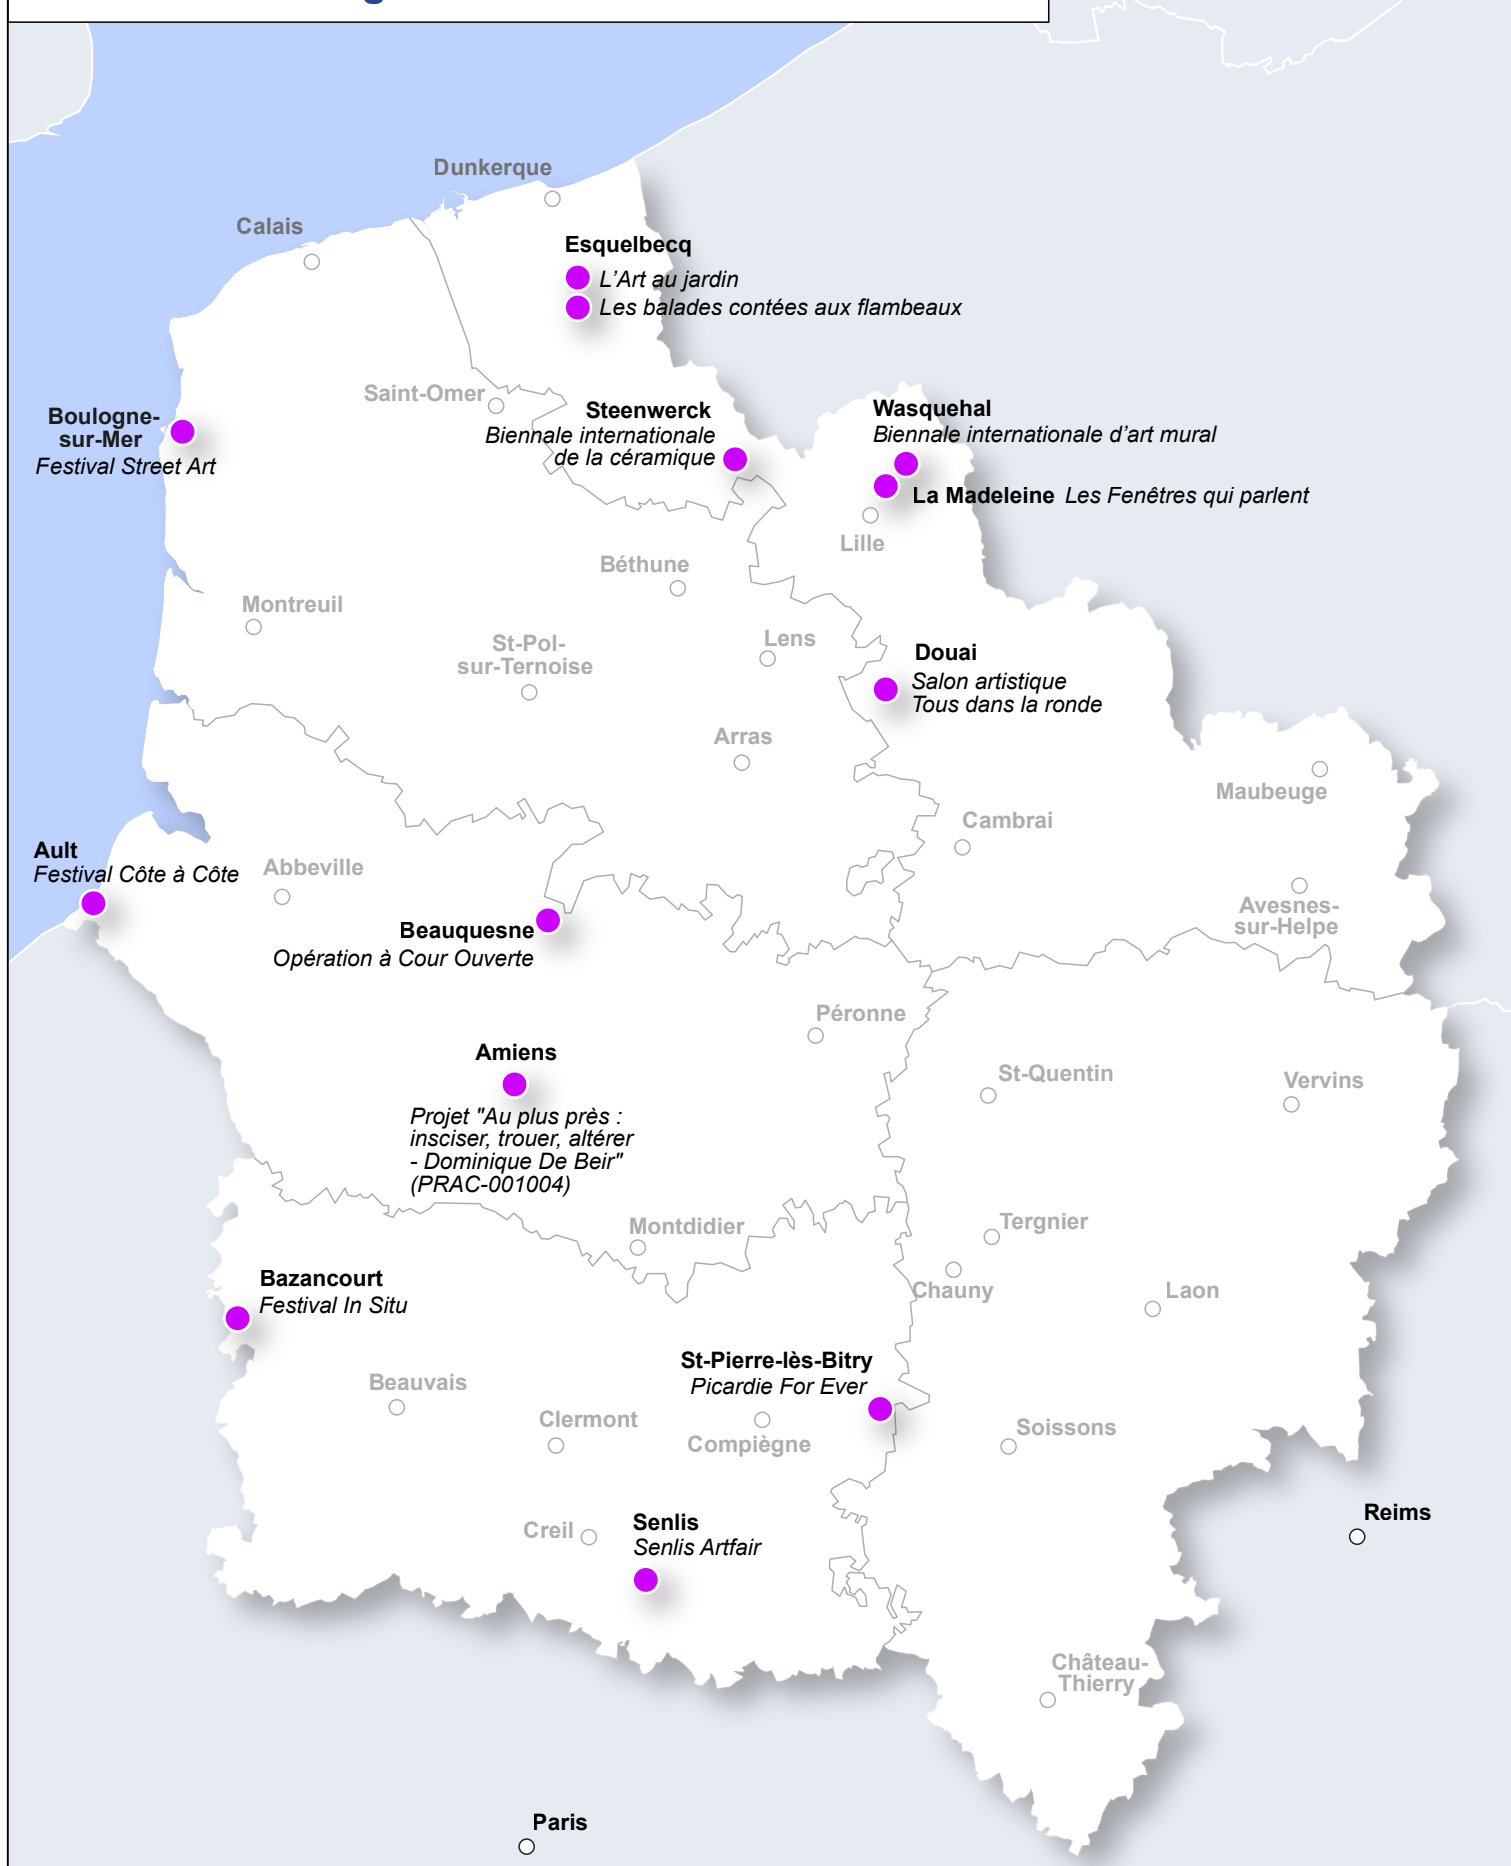 Dunkerque
Calais
Esquelbecq
L'Art au jardin
Les balades contées aux flambeaux
Saint-Omer
Boulogne-
sur-Mer
Festival Street Art
Steenwerck
Biennale internationale
de la céramique
Wasquehal
Biennale internationale d'art mural
La Madeleine Les Fenêtres qui parlent
Lille
Béthune
Montreuil
St-Pol-
sur-Ternoise
Lens
Douai
Salon artistique
Tous dans la ronde
Arras
Maubeuge
Cambrai
Ault
Festival Côte à Côte
Abbeville
Avesnes-
sur-Helpe
Beauquesne
Opération à Cour Ouverte
Péronne
Amiens
Projet "Au plus près :
insciser, trouer, altérer
- Dominique De Beir"
(PRAC-001004)
St-Quentin
Vervins
Montdidier
Tergnier
Chauny
Laon
Bazancourt
Festival In Situ
St-Pierre-lès-Bitry
Picardie For Ever
Beauvais
Clermont
Compiègne
Soissons
Creil
Senlis
Senlis Artfair
Reims
Château-
Thierry
Paris